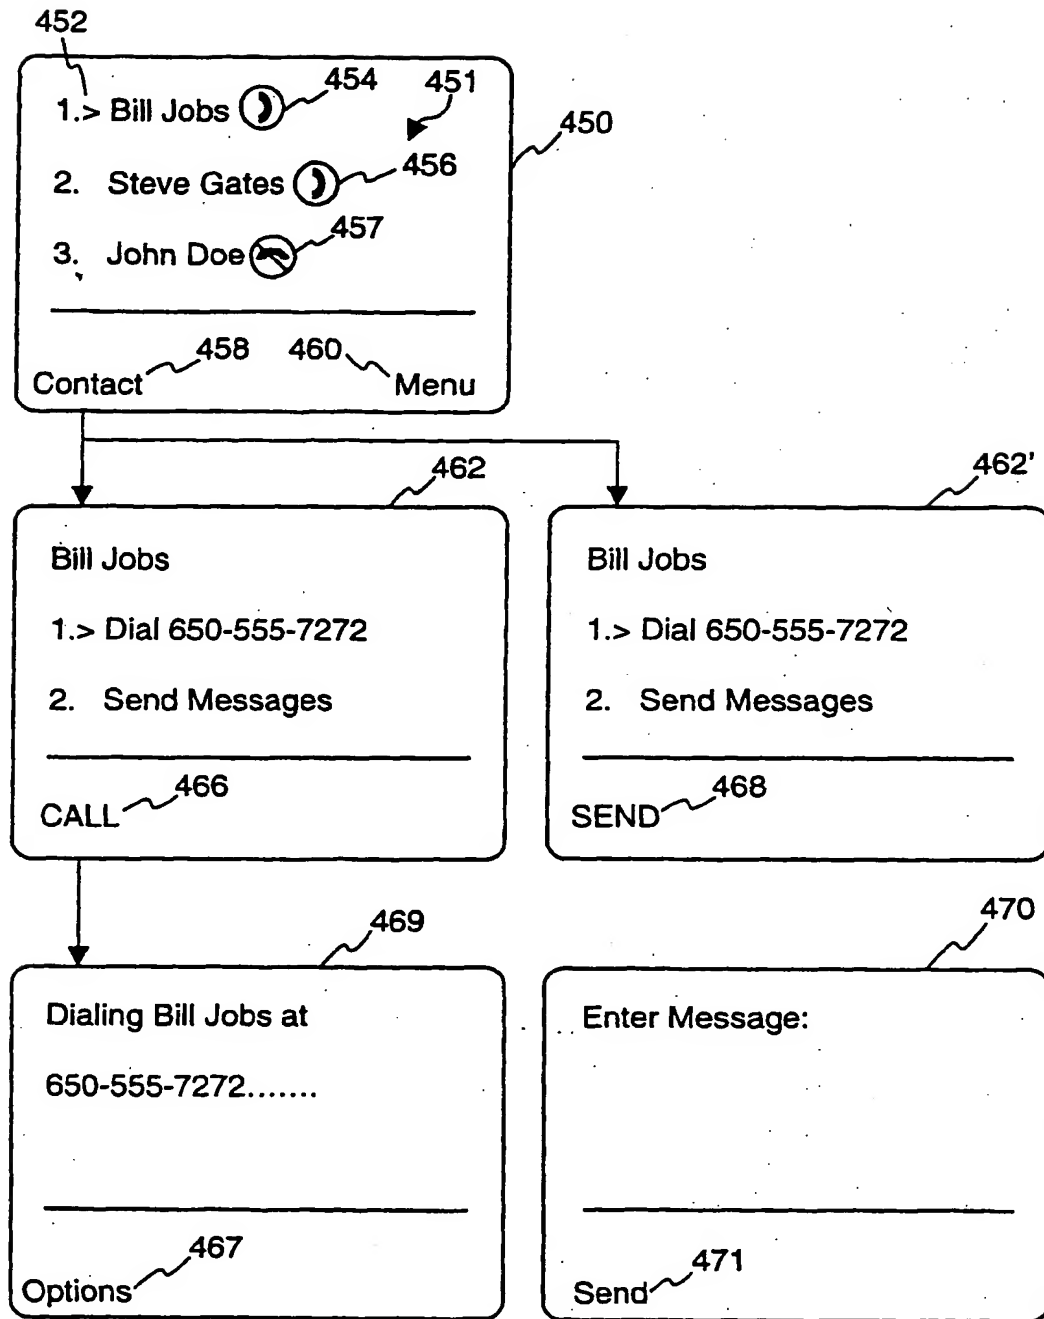 452
1.> Bill Jobs 454 451
450
2. Steve Gates 456
3. John Doe 457
458 460
Contact Menu
462
Bill Jobs
1.> Dial 650-555-7272
2. Send Messages
466
CALL
462'
Bill Jobs
1.> Dial 650-555-7272
2. Send Messages
468
SEND
469
Dialing Bill Jobs at
650-555-7272.......
467
Options
470
Enter Message:
471
Send